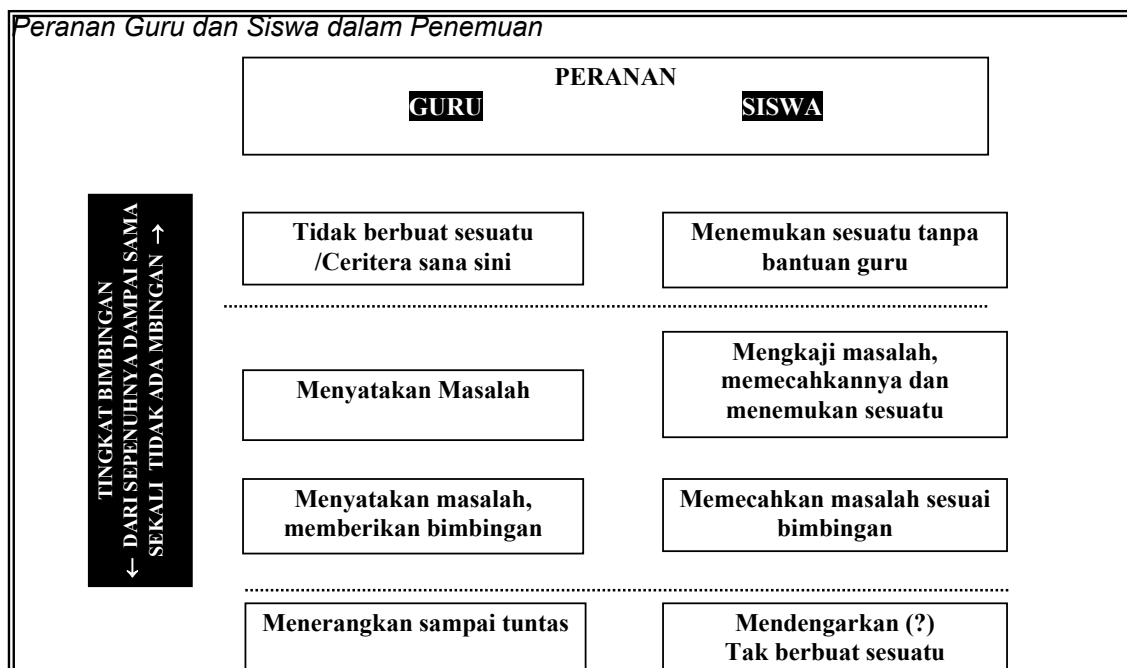 Peranan Guru dan Siswa dalam Penemuan
PERANAN
GURU SISWA
TINGKAT BIMBINGAN
← DARI SEPENUHNYA DAMPAI SAMA
SEKALI TIDAK ADA MBINGAN →
Tidak berbuat sesuatu
/Ceritera sana sini
Menemukan sesuatu tanpa
bantuan guru
Menyatakan Masalah
Mengkaji masalah,
memecahkannya dan
menemukan sesuatu
Menyatakan masalah,
memberikan bimbingan
Memecahkan masalah sesuai
bimbingan
Menerangkan sampai tuntas
Mendengarkan (?)
Tak berbuat sesuatu